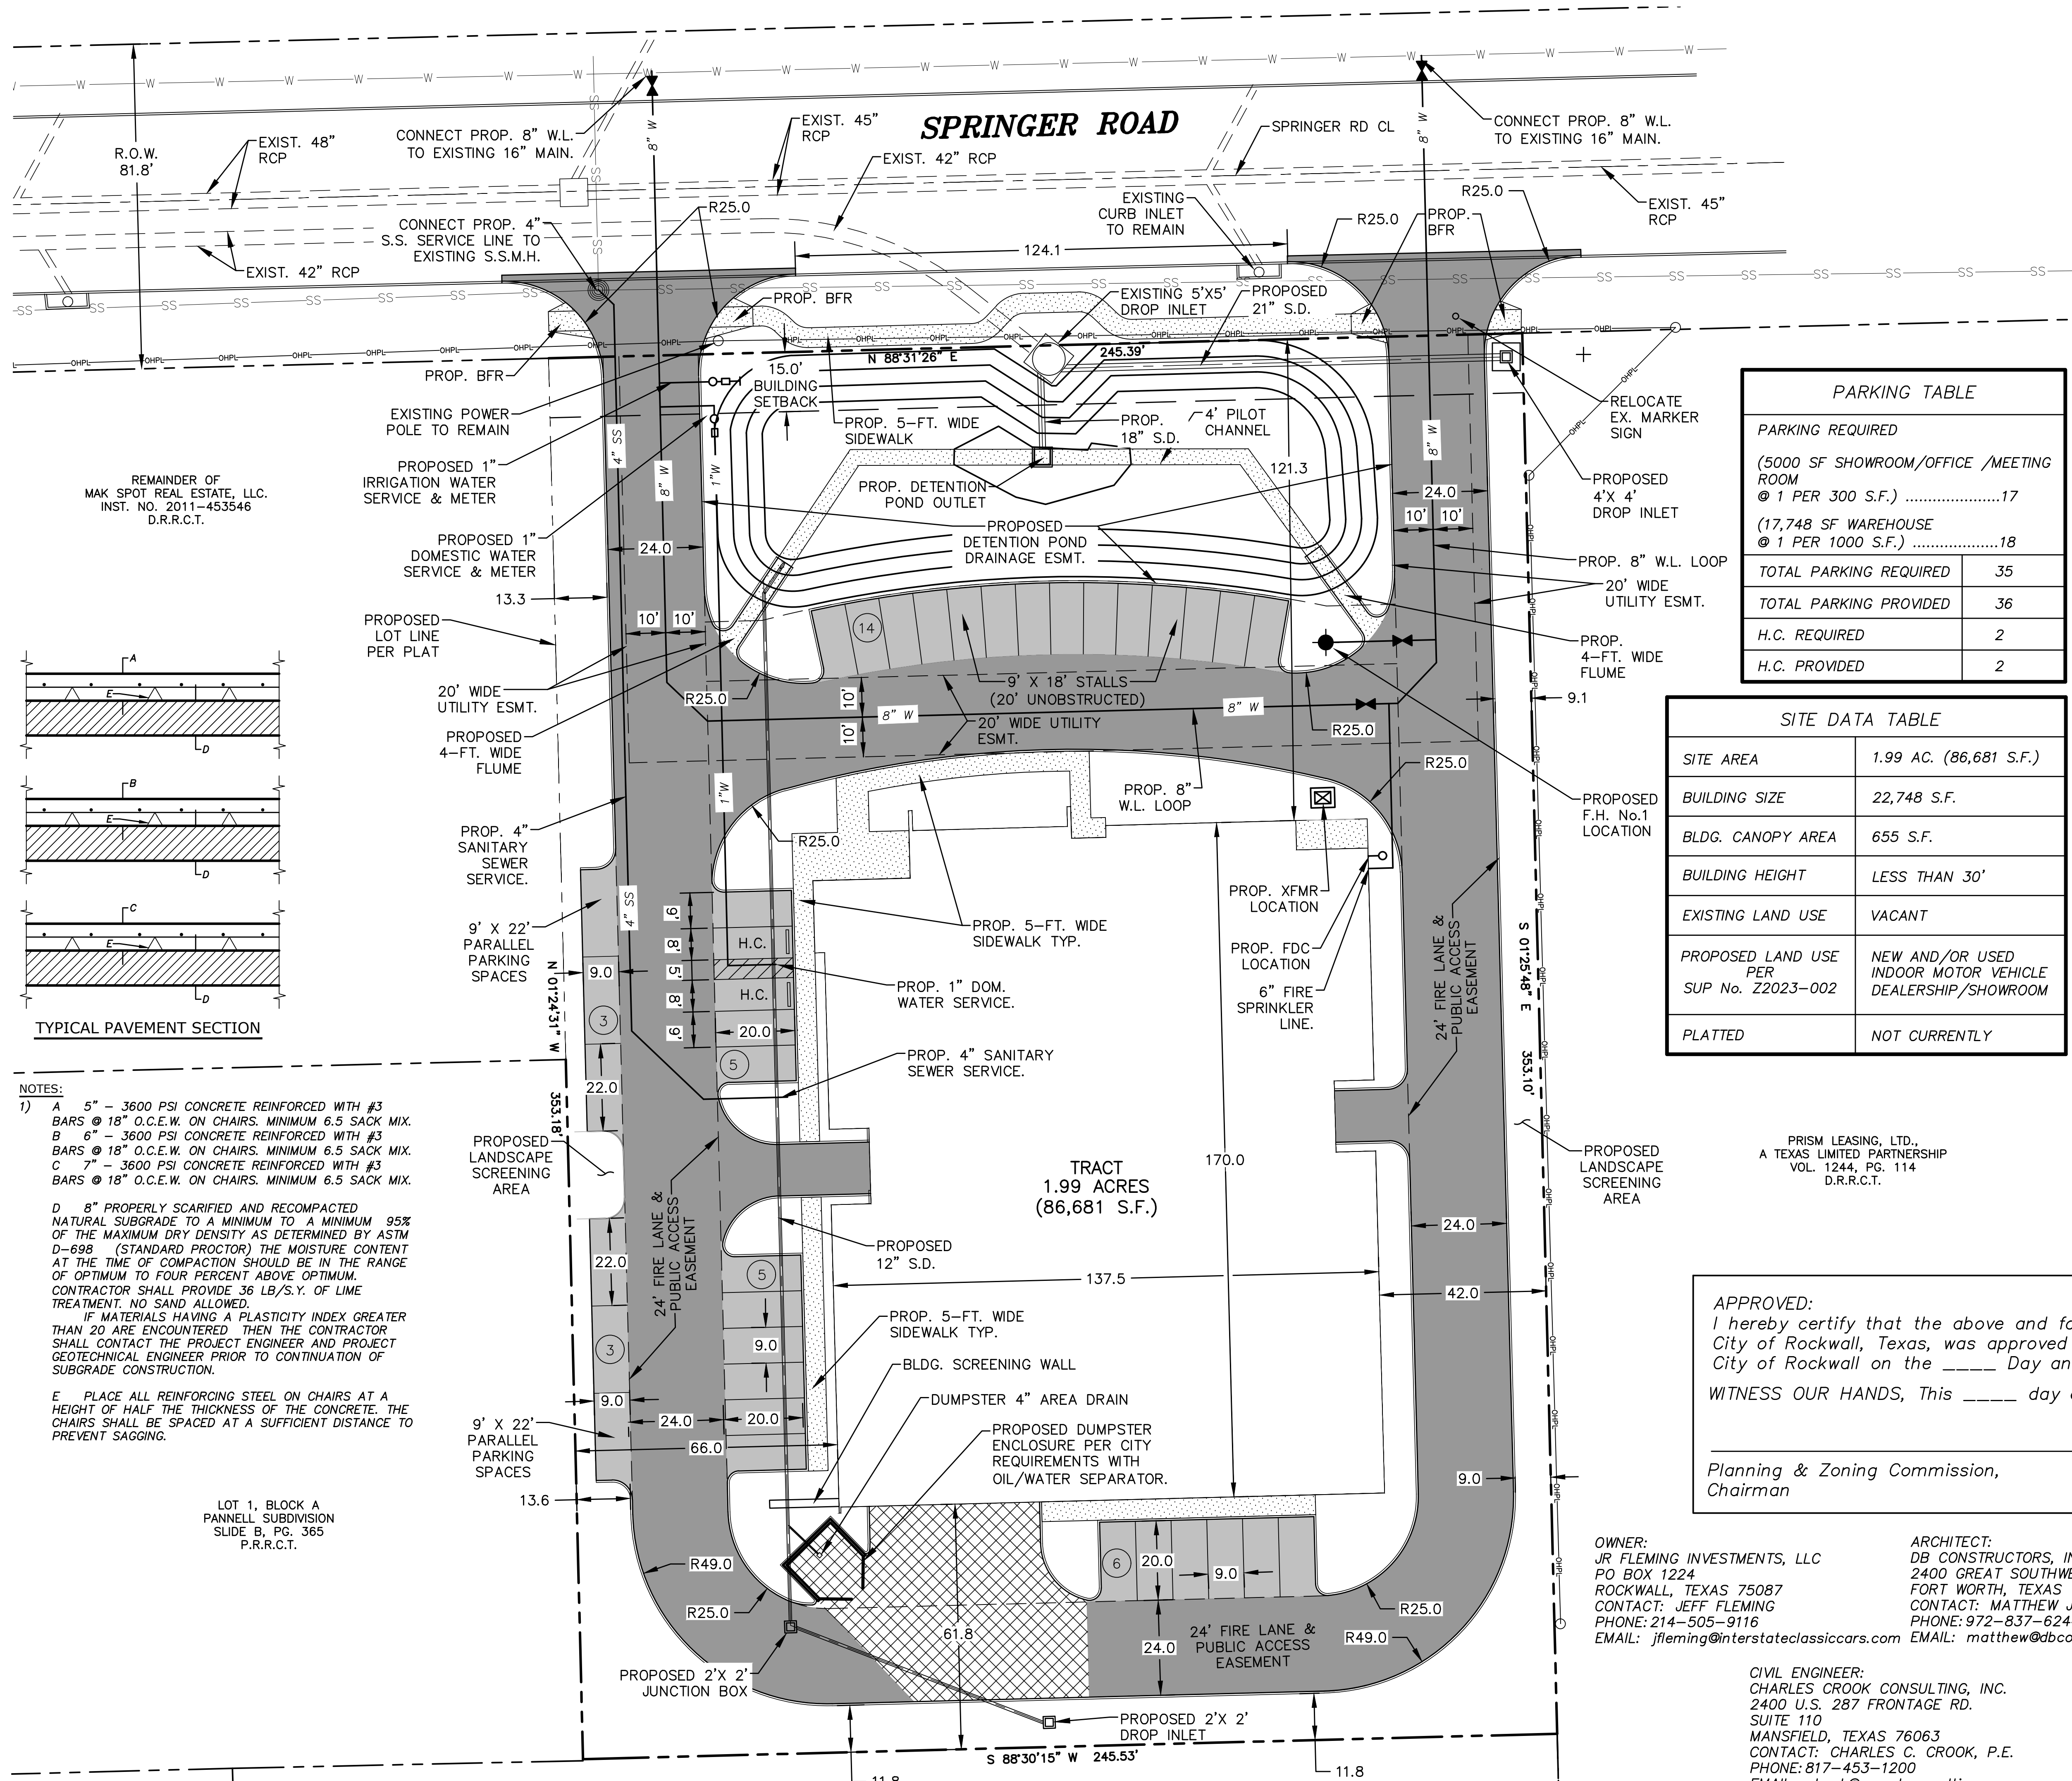 SPRINGER ROAD
R.O.W.
81.8'
EXIST. 48"
RCP
CONNECT PROP. 8" W.L.
TO EXISTING 16" MAIN.
EXIST. 45"
RCP
EXIST. 42" RCP
SPRINGER RD CL
CONNECT PROP. 8" W.L.
TO EXISTING 16" MAIN.
8" W
8" W
EXIST. 45"
RCP
CONNECT PROP. 4"
S.S. SERVICE LINE TO
EXISTING S.S.M.H.
EXIST. 42" RCP
R25.0
124.1
EXISTING
CURB INLET
TO REMAIN
R25.0
PROP.
BFR
R25.0
PROP. BFR
EXISTING 5'X5'
DROP INLET
PROPOSED
21" S.D.
PROP. BFR
N 88°31'26" E
245.39'
15.0'
BUILDING
SETBACK
EXISTING POWER
POLE TO REMAIN
PROP. 5-FT. WIDE
SIDEWALK
PROP.
18" S.D.
4' PILOT
CHANNEL
RELOCATE
EX. MARKER
SIGN
PROPOSED 1"
IRRIGATION WATER
SERVICE & METER
4" SS
8" W
1"W
8" W
PROP. DETENTION
POND OUTLET
121.3
24.0
10'
10'
PROPOSED
4'X 4'
DROP INLET
REMAINDER OF
MAK SPOT REAL ESTATE, LLC.
INST. NO. 2011-453546
D.R.R.C.T.
PROPOSED 1"
DOMESTIC WATER
SERVICE & METER
24.0
PROPOSED
DETENTION POND
DRAINAGE ESMT.
PROP. 8" W.L. LOOP
20' WIDE
UTILITY ESMT.
13.3
PROPOSED
LOT LINE
PER PLAT
10'
10'
14
PROP.
4-FT. WIDE
FLUME
20' WIDE
UTILITY ESMT.
R25.0
9' X 18' STALLS
(20' UNOBSTRUCTED)
9.1
10'
10'
8" W
8" W
20' WIDE UTILITY
ESMT.
R25.0
PROPOSED
4-FT. WIDE
FLUME
R25.0
1"W
PROP. 8"
W.L. LOOP
PROPOSED
F.H. No.1
LOCATION
PROP. 4"
SANITARY
SEWER
SERVICE.
R25.0
4" SS
PROP. XFMR
LOCATION
9' X 22'
PARALLEL
PARKING
SPACES
9'
8'
5'
8'
9'
H.C.
H.C.
PROP. 5-FT. WIDE
SIDEWALK TYP.
PROP. FDC
LOCATION
24' FIRE LANE &
PUBLIC ACCESS
EASEMENT
S 01°25'48" E
353.10'
9.0
3
PROP. 1" DOM.
WATER SERVICE.
6" FIRE
SPRINKLER
LINE.
N 01°24'31" W
353.18'
20.0
5
PROP. 4" SANITARY
SEWER SERVICE.
22.0
PROPOSED
LANDSCAPE
SCREENING
AREA
TRACT
1.99 ACRES
(86,681 S.F.)
170.0
PROPOSED
LANDSCAPE
SCREENING
AREA
PRISM LEASING, LTD.,
A TEXAS LIMITED PARTNERSHIP
VOL. 1244, PG. 114
D.R.R.C.T.
24' FIRE LANE &
PUBLIC ACCESS
EASEMENT
22.0
PROPOSED
12" S.D.
24.0
5
137.5
42.0
PROP. 5-FT. WIDE
SIDEWALK TYP.
3
9.0
BLDG. SCREENING WALL
DUMPSTER 4" AREA DRAIN
9.0
24.0
20.0
9' X 22'
PARALLEL
PARKING
SPACES
66.0
PROPOSED DUMPSTER
ENCLOSURE PER CITY
REQUIREMENTS WITH
OIL/WATER SEPARATOR.
9.0
13.6
LOT 1, BLOCK A
PANNELL SUBDIVISION
SLIDE B, PG. 365
P.R.R.C.T.
R49.0
6
20.0
9.0
R25.0
R25.0
61.8
24.0
24' FIRE LANE &
PUBLIC ACCESS
EASEMENT
R49.0
PROPOSED 2'X 2'
JUNCTION BOX
PROPOSED 2'X 2'
DROP INLET
S 88°30'15" W 245.53'
11.8
11.8
A
E
D
B
E
D
C
E
D
TYPICAL PAVEMENT SECTION
NOTES:
1) A 5" - 3600 PSI CONCRETE REINFORCED WITH #3
BARS @ 18" O.C.E.W. ON CHAIRS. MINIMUM 6.5 SACK MIX.
B 6" - 3600 PSI CONCRETE REINFORCED WITH #3
BARS @ 18" O.C.E.W. ON CHAIRS. MINIMUM 6.5 SACK MIX.
C 7" - 3600 PSI CONCRETE REINFORCED WITH #3
BARS @ 18" O.C.E.W. ON CHAIRS. MINIMUM 6.5 SACK MIX.
D 8" PROPERLY SCARIFIED AND RECOMPACTED
NATURAL SUBGRADE TO A MINIMUM TO A MINIMUM 95%
OF THE MAXIMUM DRY DENSITY AS DETERMINED BY ASTM
D-698 (STANDARD PROCTOR) THE MOISTURE CONTENT
AT THE TIME OF COMPACTION SHOULD BE IN THE RANGE
OF OPTIMUM TO FOUR PERCENT ABOVE OPTIMUM.
CONTRACTOR SHALL PROVIDE 36 LB/S.Y. OF LIME
TREATMENT. NO SAND ALLOWED.
IF MATERIALS HAVING A PLASTICITY INDEX GREATER
THAN 20 ARE ENCOUNTERED THEN THE CONTRACTOR
SHALL CONTACT THE PROJECT ENGINEER AND PROJECT
GEOTECHNICAL ENGINEER PRIOR TO CONTINUATION OF
SUBGRADE CONSTRUCTION.
E PLACE ALL REINFORCING STEEL ON CHAIRS AT A
HEIGHT OF HALF THE THICKNESS OF THE CONCRETE. THE
CHAIRS SHALL BE SPACED AT A SUFFICIENT DISTANCE TO
PREVENT SAGGING.
PARKING TABLE
PARKING REQUIRED
(5000 SF SHOWROOM/OFFICE /MEETING
ROOM
@ 1 PER 300 S.F.) .....................17
(17,748 SF WAREHOUSE
@ 1 PER 1000 S.F.) ...................18
TOTAL PARKING REQUIRED 35
TOTAL PARKING PROVIDED 36
H.C. REQUIRED 2
H.C. PROVIDED 2
SITE DATA TABLE
SITE AREA 1.99 AC. (86,681 S.F.)
BUILDING SIZE 22,748 S.F.
BLDG. CANOPY AREA 655 S.F.
BUILDING HEIGHT LESS THAN 30'
EXISTING LAND USE VACANT
PROPOSED LAND USE NEW AND/OR USED
PER INDOOR MOTOR VEHICLE
SUP No. Z2023-002 DEALERSHIP/SHOWROOM
PLATTED NOT CURRENTLY
APPROVED:
I hereby certify that the above and fo
City of Rockwall, Texas, was approved
City of Rockwall on the ____ Day an
WITNESS OUR HANDS, This ____ day
Planning & Zoning Commission,
Chairman
OWNER:
JR FLEMING INVESTMENTS, LLC
PO BOX 1224
ROCKWALL, TEXAS 75087
CONTACT: JEFF FLEMING
PHONE: 214-505-9116
EMAIL: jfleming@interstateclassiccars.com
ARCHITECT:
DB CONSTRUCTORS, IN
2400 GREAT SOUTHWE
FORT WORTH, TEXAS
CONTACT: MATTHEW J
PHONE: 972-837-624
EMAIL: matthew@dbco
CIVIL ENGINEER:
CHARLES CROOK CONSULTING, INC.
2400 U.S. 287 FRONTAGE RD.
SUITE 110
MANSFIELD, TEXAS 76063
CONTACT: CHARLES C. CROOK, P.E.
PHONE: 817-453-1200